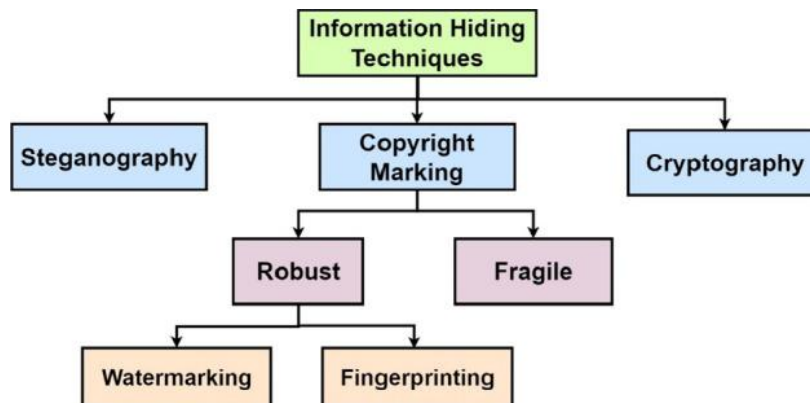 Information Hiding
Techniques
Steganography
Copyright
Marking
Cryptography
Robust
Fragile
Watermarking
Fingerprinting